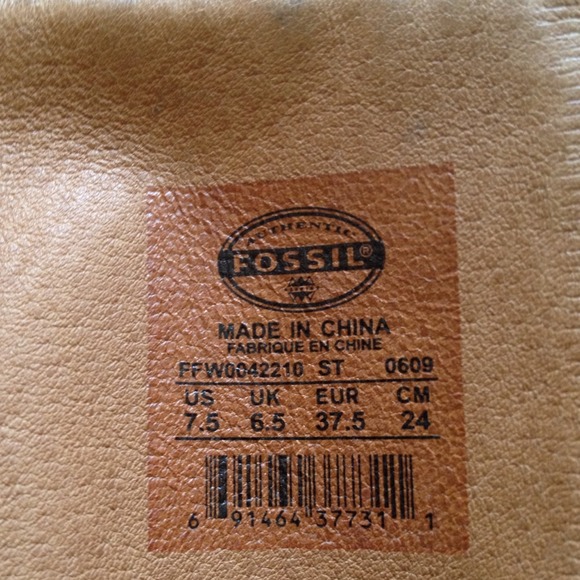 AUTHENTIC
FOSSIL®
MADE IN CHINA
FABRIQUE EN CHINE
FFW0042210 ST 0609
US UK EUR CM
7.5 6.5 37.5 24
6 91464 37731 1